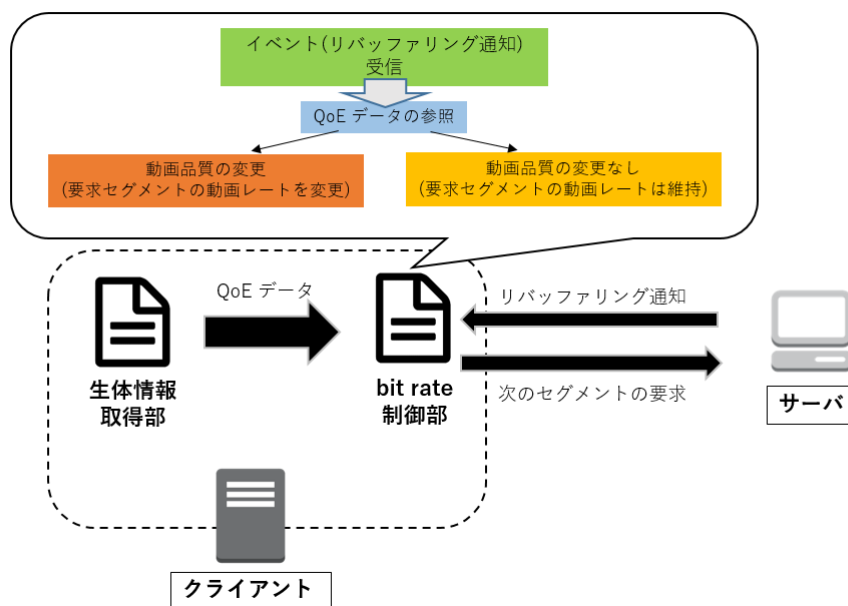 イベント(リバッファリング通知)
受信
QoE データの参照
動画品質の変更
(要求セグメントの動画レートを変更)
動画品質の変更なし
(要求セグメントの動画レートは維持)
QoE データ
リバッファリング通知
生体情報
取得部
bit rate
制御部
次のセグメントの要求
サーバ
クライアント